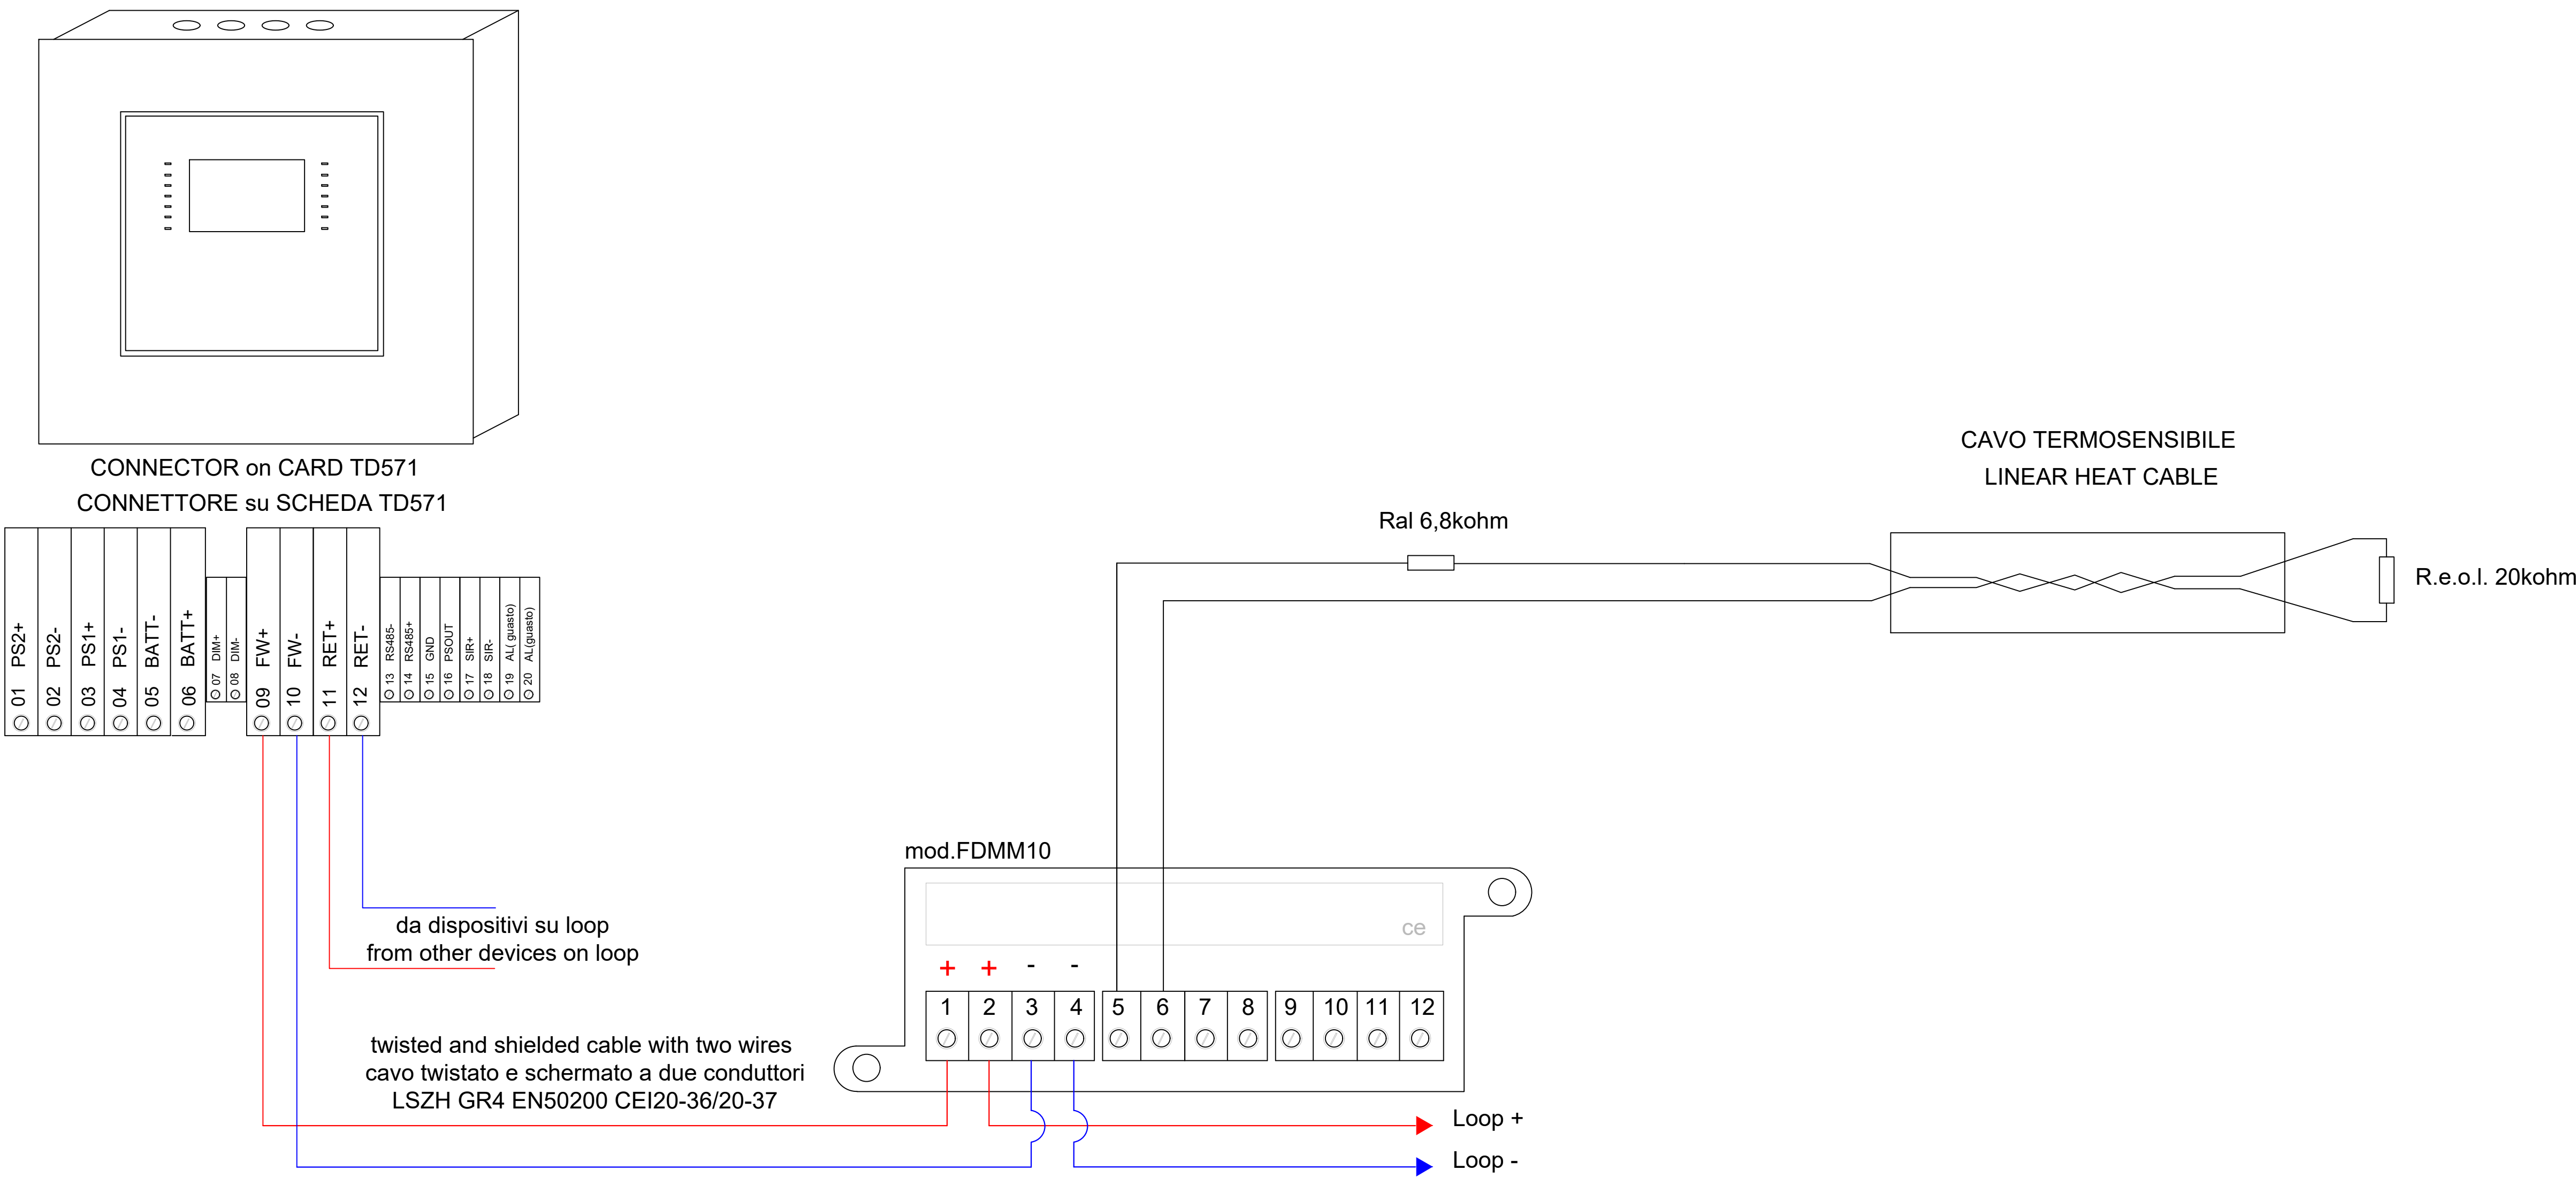 CONNECTOR on CARD TD571
CONNETTORE su SCHEDA TD571
01 PS2+
02 PS2-
03 PS1+
04 PS1-
05 BATT-
06 BATT+
07 DIM+
08 DIM-
09 FW+
10 FW-
11 RET+
12 RET-
13 RS485-
14 RS485+
15 GND
16 PSOUT
17 SIR+
18 SIR-
19 AL( guasto)
20 AL(guasto)
da dispositivi su loop
from other devices on loop
twisted and shielded cable with two wires
cavo twistato e schermato a due conduttori
LSZH GR4 EN50200 CEI20-36/20-37
CAVO TERMOSENSIBILE
LINEAR HEAT CABLE
Ral 6,8kohm
R.e.o.l. 20kohm
mod.FDMM10
ce
+ + - -
1 2 3 4 5 6 7 8 9 10 11 12
Loop +
Loop -